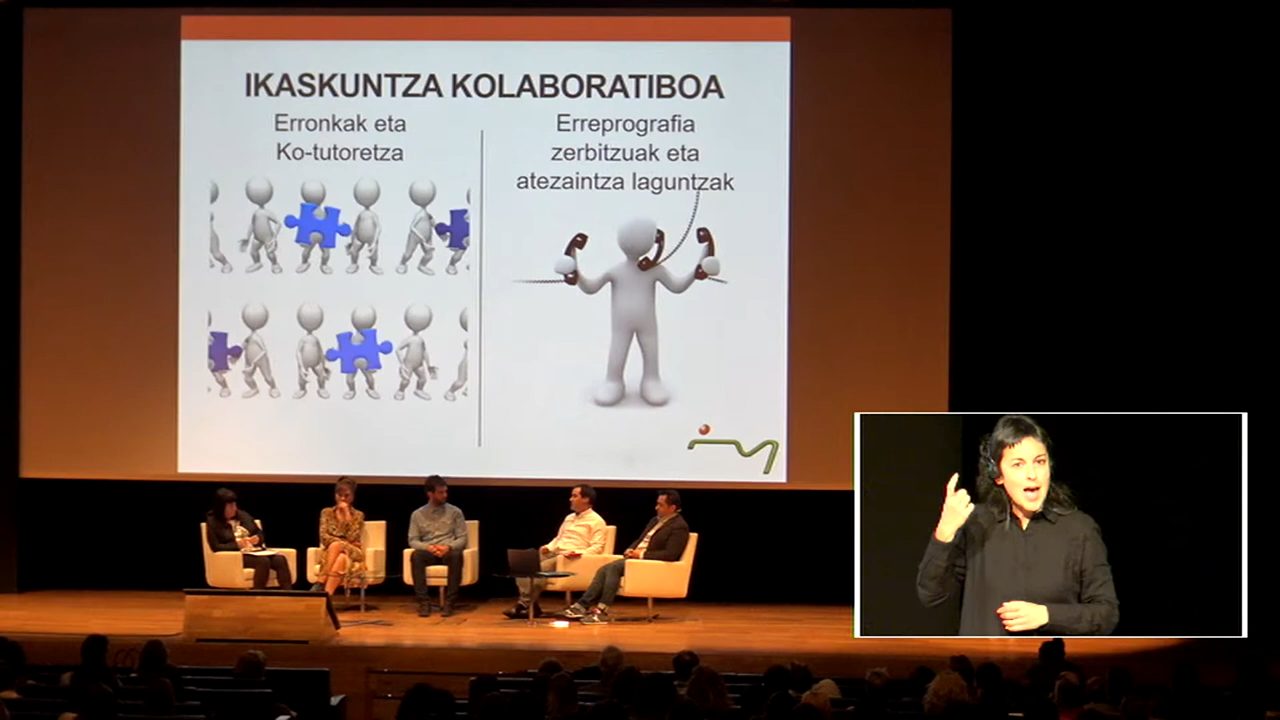 IKASKUNTZA KOLABORATIBOA
Erronkak eta
Ko-tutoretza
Erreprografia
zerbitzuak eta
atezaintza laguntzak